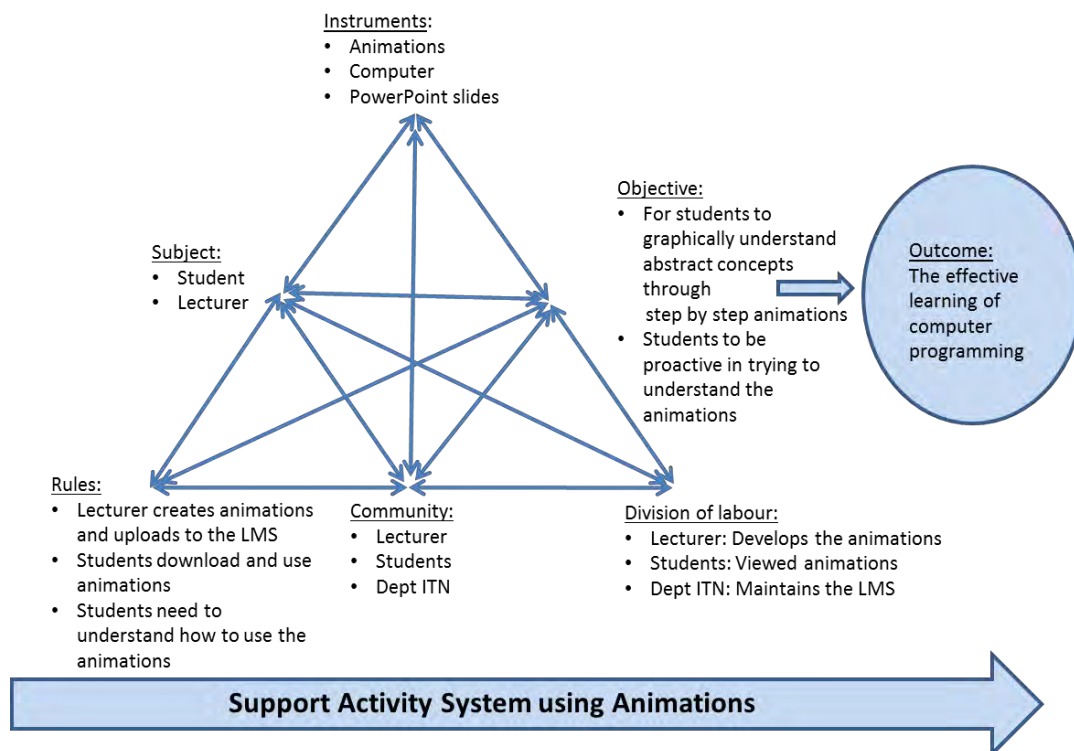 Instruments:
• Animations
• Computer
• PowerPoint slides
Subject:
• Student
• Lecturer
Objective:
• For students to
graphically understand
abstract concepts
through
step by step animations
• Students to be
proactive in trying to
understand the
animations
Outcome:
The effective
learning of
computer
programming
Rules:
• Lecturer creates animations
and uploads to the LMS
• Students download and use
animations
• Students need to
understand how to use the
animations
Community:
• Lecturer
• Students
• Dept ITN
Division of labour:
• Lecturer: Develops the animations
• Students: Viewed animations
• Dept ITN: Maintains the LMS
Support Activity System using Animations